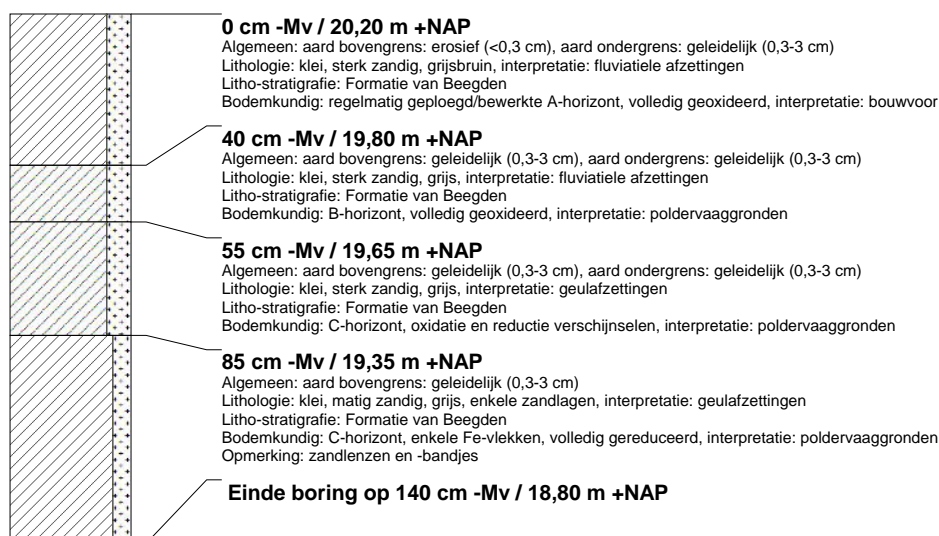 0 cm -Mv / 20,20 m +NAP
Algemeen: aard bovengrens: erosief (<0,3 cm), aard ondergrens: geleidelijk (0,3-3 cm)
Lithologie: klei, sterk zandig, grijsbruin, interpretatie: fluviatiele afzettingen
Litho-stratigrafie: Formatie van Beegden
Bodemkundig: regelmatig geploegd/bewerkte A-horizont, volledig geoxideerd, interpretatie: bouwvoor
40 cm -Mv / 19,80 m +NAP
Algemeen: aard bovengrens: geleidelijk (0,3-3 cm), aard ondergrens: geleidelijk (0,3-3 cm)
Lithologie: klei, sterk zandig, grijs, interpretatie: fluviatiele afzettingen
Litho-stratigrafie: Formatie van Beegden
Bodemkundig: B-horizont, volledig geoxideerd, interpretatie: poldervaaggronden
55 cm -Mv / 19,65 m +NAP
Algemeen: aard bovengrens: geleidelijk (0,3-3 cm), aard ondergrens: geleidelijk (0,3-3 cm)
Lithologie: klei, sterk zandig, grijs, interpretatie: geulafzettingen
Litho-stratigrafie: Formatie van Beegden
Bodemkundig: C-horizont, oxidatie en reductie verschijnselen, interpretatie: poldervaaggronden
85 cm -Mv / 19,35 m +NAP
Algemeen: aard bovengrens: geleidelijk (0,3-3 cm)
Lithologie: klei, matig zandig, grijs, enkele zandlagen, interpretatie: geulafzettingen
Litho-stratigrafie: Formatie van Beegden
Bodemkundig: C-horizont, enkele Fe-vlekken, volledig gereduceerd, interpretatie: poldervaaggronden
Opmerking: zandlenzen en -bandjes
Einde boring op 140 cm -Mv / 18,80 m +NAP